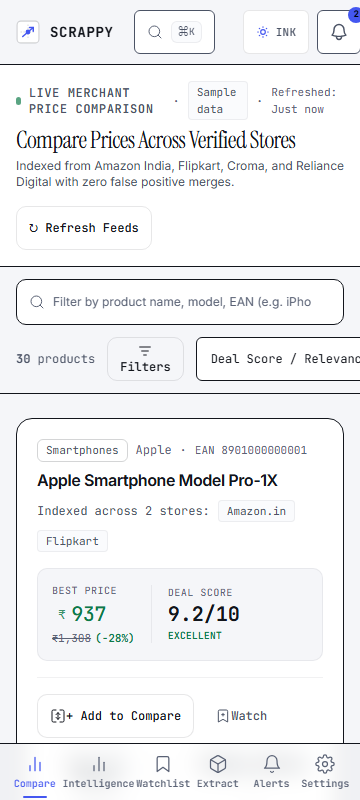 SCRAPPY
⌘K
INK
2
LIVE MERCHANT
PRICE COMPARISON
·
Sample
data
·
Refreshed:
Just now
Compare Prices Across Verified Stores
Indexed from Amazon India, Flipkart, Croma, and Reliance
Digital with zero false positive merges.
↻ Refresh Feeds
Filter by product name, model, EAN (e.g. iPho
30 products
Filters
Deal Score / Relevanc
Smartphones Apple · EAN 8901000000001
Apple Smartphone Model Pro-1X
Indexed across 2 stores: Amazon.in
Flipkart
BEST PRICE
₹937
₹1,308 (-28%)
DEAL SCORE
9.2/10
EXCELLENT
+ Add to Compare
Watch
Compare Intelligence Watchlist Extract Alerts Settings